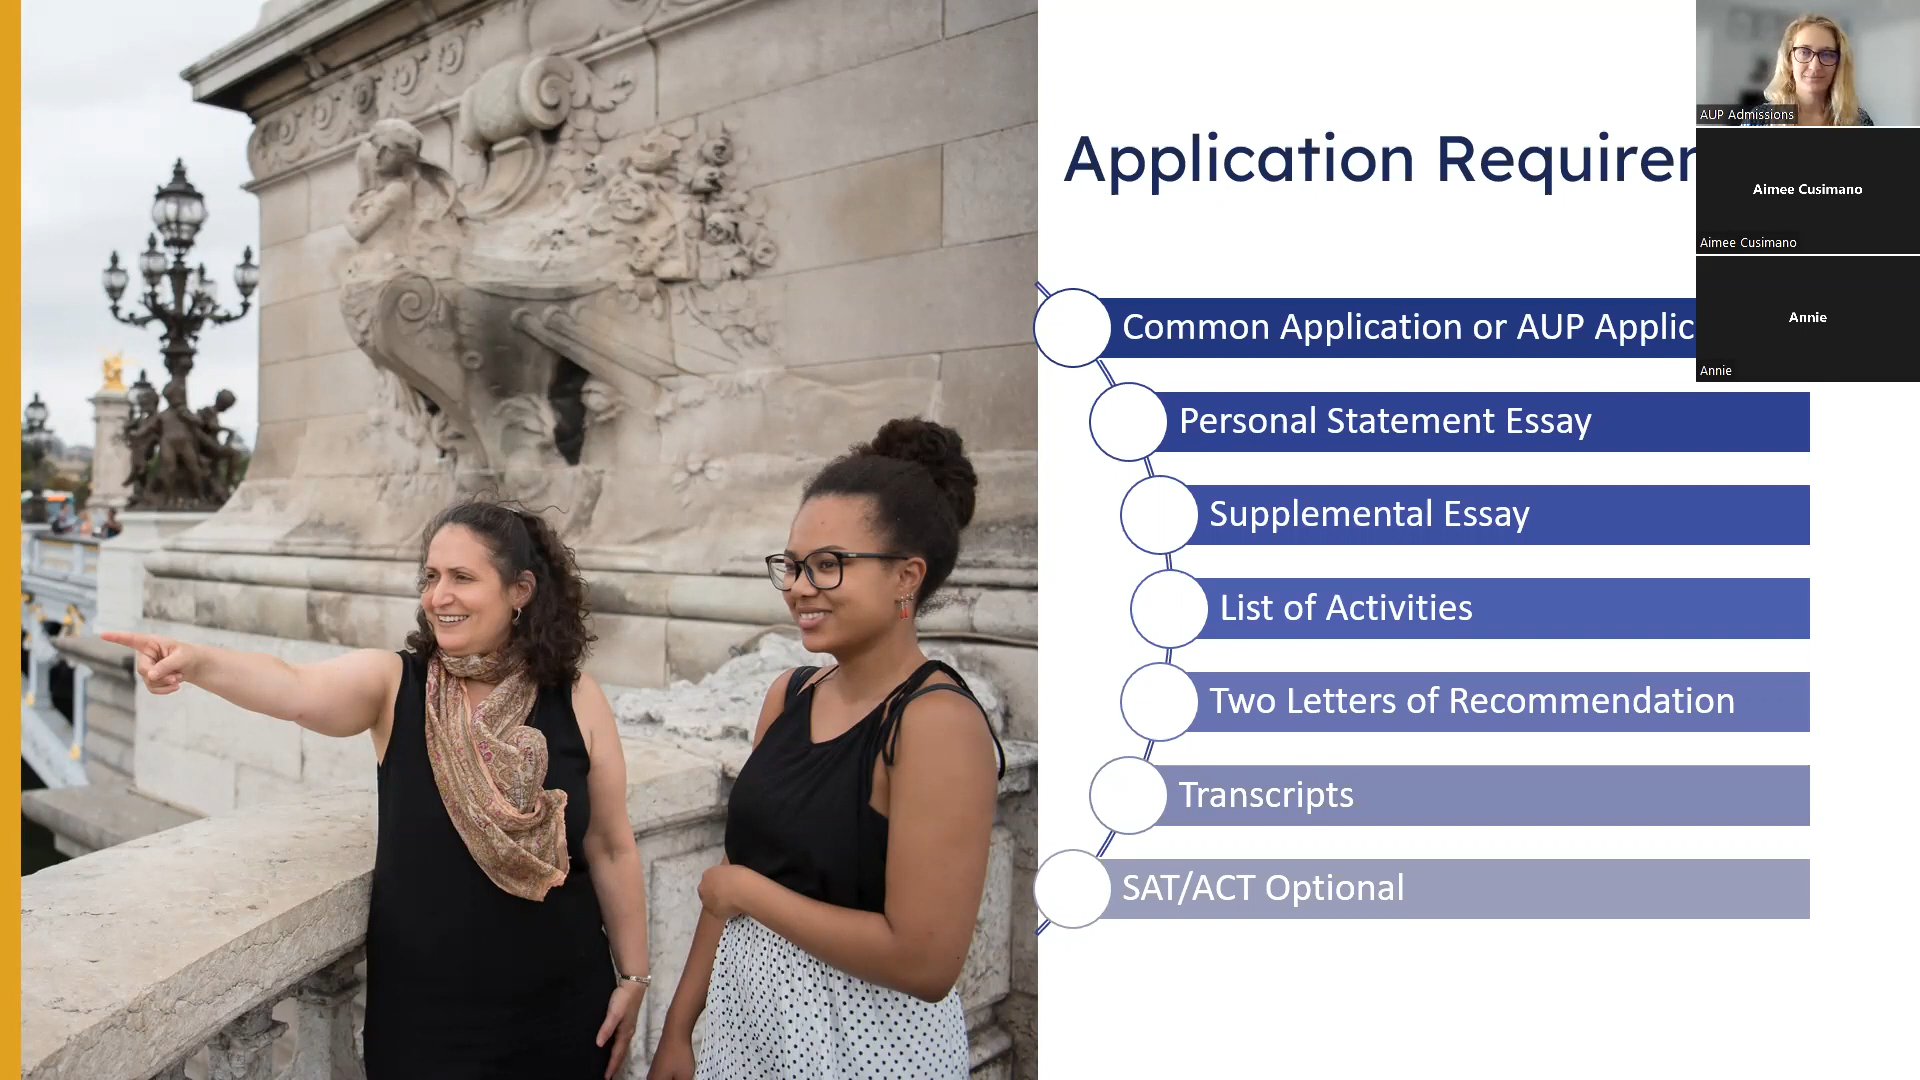 Application Requirem
Common Application or AUP Applic
Personal Statement Essay
Supplemental Essay
List of Activities
Two Letters of Recommendation
Transcripts
SAT/ACT Optional
AUP Admissions
Aimee Cusimano
Aimee Cusimano
Annie
Annie